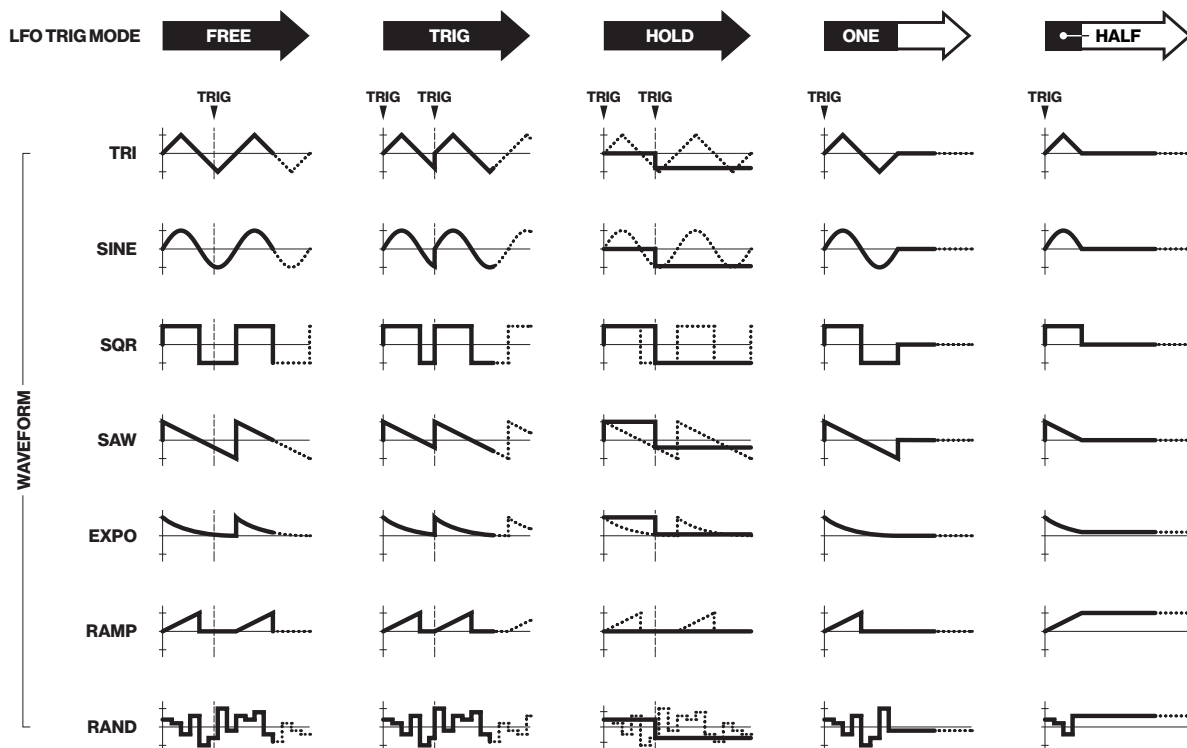 LFO TRIG MODE
FREE
TRIG
HOLD
ONE
HALF
TRIG
TRIG
TRIG
TRIG
TRIG
TRIG
TRIG
WAVEFORM
TRI
SINE
SQR
SAW
EXPO
RAMP
RAND